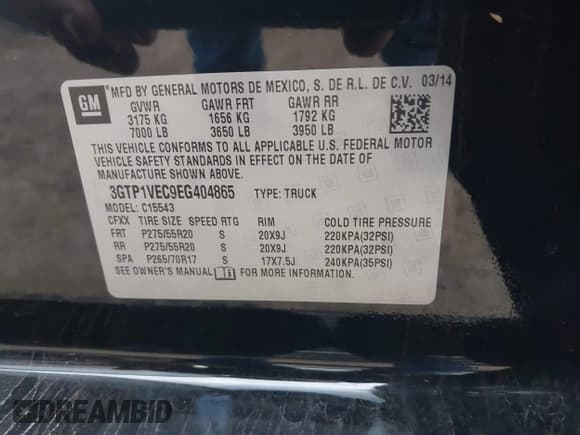 GM
MFD BY GENERAL MOTORS DE MEXICO, S. DE R.L. DE C.V. 03/14
GVWR GAWR FRT GAWR RR
3175 KG 1656 KG 1792 KG
7000 LB 3650 LB 3950 LB
THIS VEHICLE CONFORMS TO ALL APPLICABLE U.S. FEDERAL MOTOR
VEHICLE SAFETY STANDARDS IN EFFECT ON THE DATE OF
MANUFACTURE SHOWN ABOVE.
3GTP1VEC9EG404865 TYPE: TRUCK
MODEL: C15543
CFXX TIRE SIZE SPEED RTG RIM COLD TIRE PRESSURE
FRT P275/55R20 S 20X9J 220KPA(32PSI)
RR P275/55R20 S 20X9J 220KPA(32PSI)
SPA P265/70R17 S 17X7.5J 240KPA(35PSI)
SEE OWNER'S MANUAL FOR MORE INFORMATION.
DREAMBID